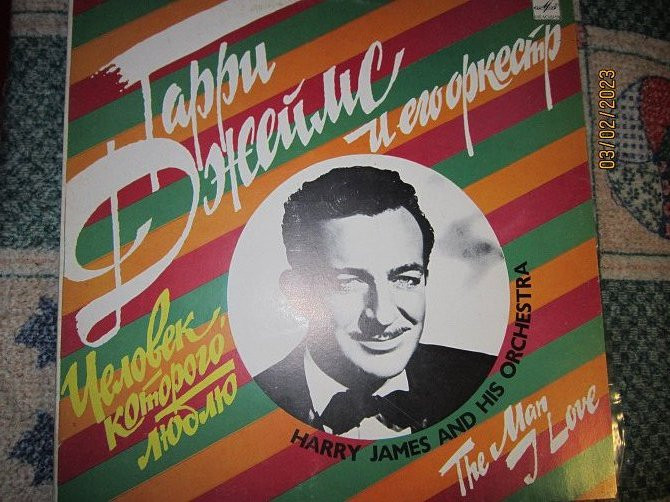 Гарри
Джеймс
и его оркестр
Человек,
которого
люблю
HARRY JAMES AND HIS ORCHESTRA
The Man
I Love
03/02/2023